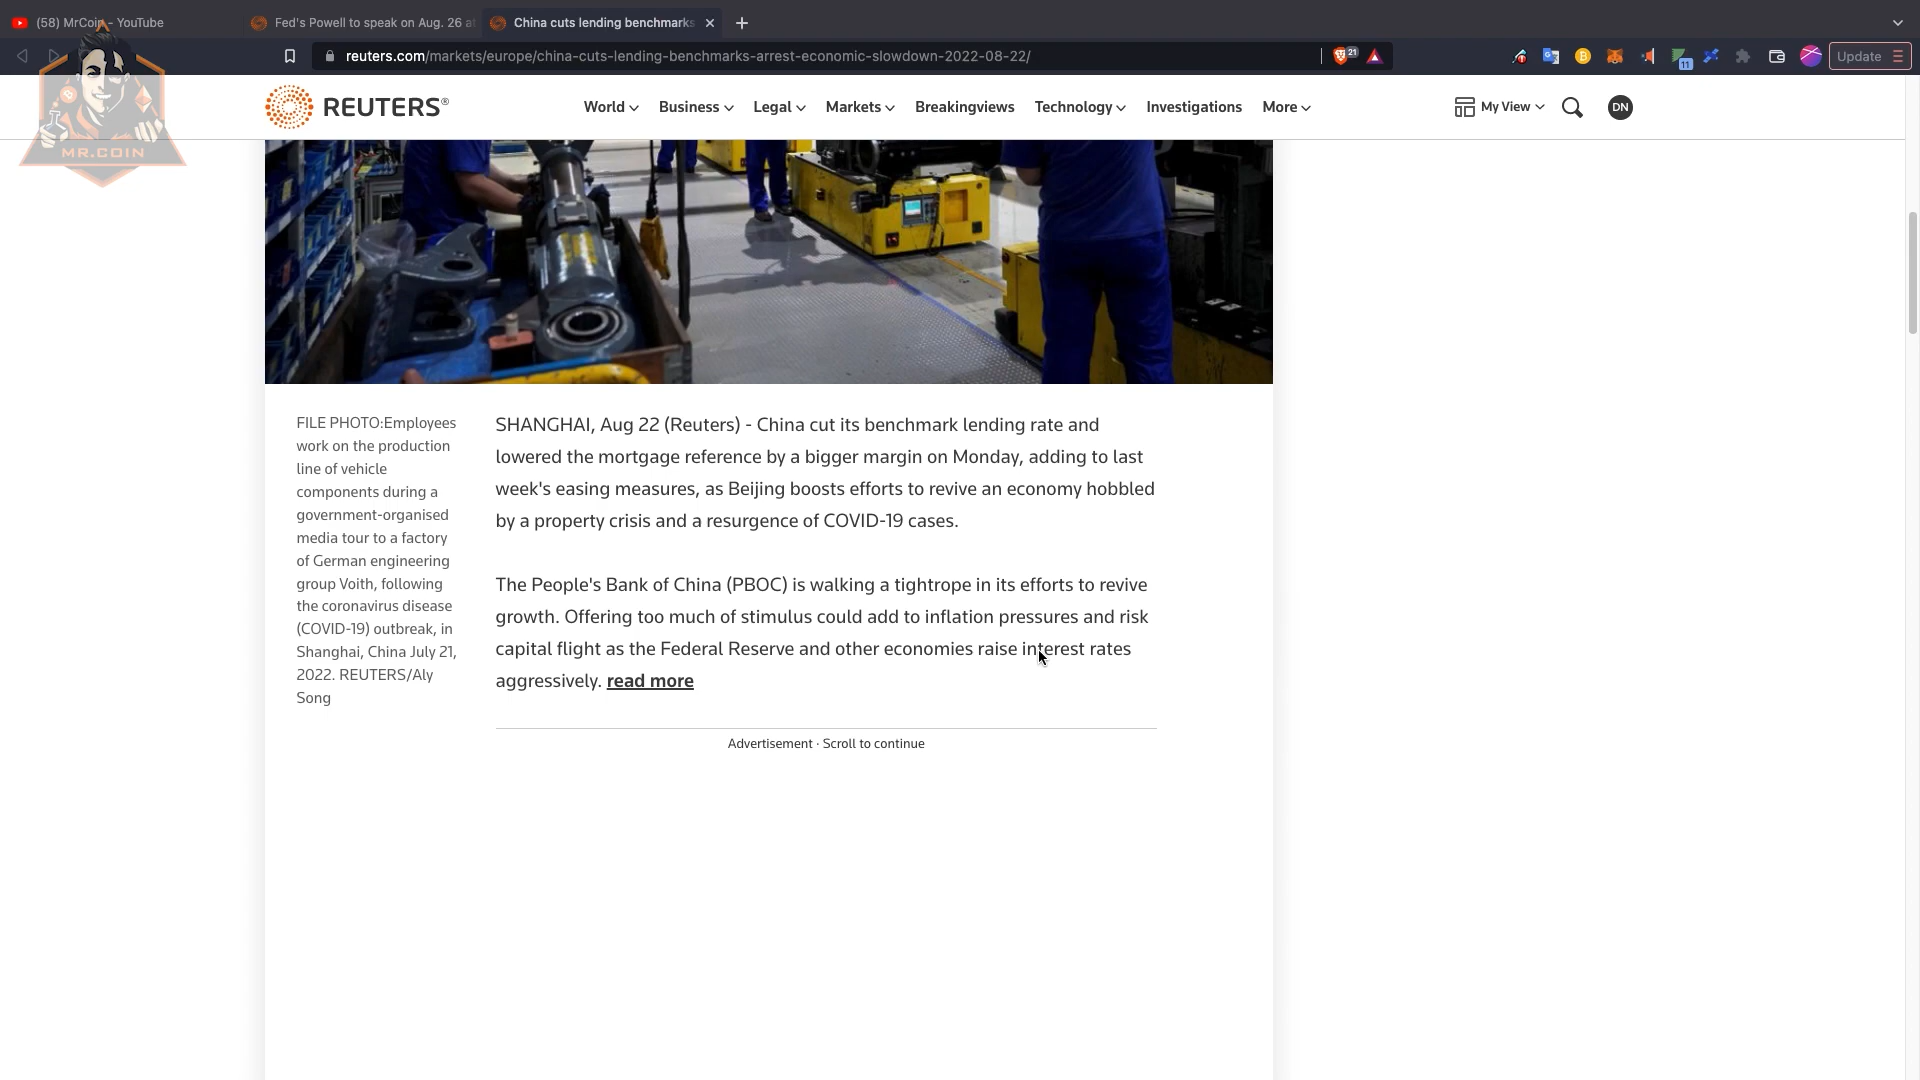 (58) MrCoin - YouTube
Fed's Powell to speak on Aug. 26 at
China cuts lending benchmarks
reuters.com/markets/europe/china-cuts-lending-benchmarks-arrest-economic-slowdown-2022-08-22/
21
11
Update
MR.COIN
REUTERS®
World
Business
Legal
Markets
Breakingviews
Technology
Investigations
More
My View
DN
FILE PHOTO:Employees
work on the production
line of vehicle
components during a
government-organised
media tour to a factory
of German engineering
group Voith, following
the coronavirus disease
(COVID-19) outbreak, in
Shanghai, China July 21,
2022. REUTERS/Aly
Song
SHANGHAI, Aug 22 (Reuters) - China cut its benchmark lending rate and
lowered the mortgage reference by a bigger margin on Monday, adding to last
week's easing measures, as Beijing boosts efforts to revive an economy hobbled
by a property crisis and a resurgence of COVID-19 cases.
The People's Bank of China (PBOC) is walking a tightrope in its efforts to revive
growth. Offering too much of stimulus could add to inflation pressures and risk
capital flight as the Federal Reserve and other economies raise interest rates
aggressively. read more
Advertisement · Scroll to continue